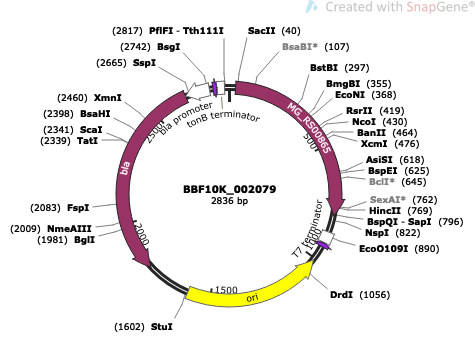 Created with SnapGene®
(2817) PflFI - Tth111I
SacII (40)
(2742) BsgI
BsaBI* (107)
(2665) SspI
BstBI (297)
BmgBI (355)
EcoNI (368)
(2460) XmnI
RsrII (419)
(2398) BsaHI
NcoI (430)
(2341) ScaI
BanII (464)
(2339) TatI
XcmI (476)
bla promoter
tonB terminator
MG_RS00865
2500
500
AsiSI (618)
BspEI (625)
BclI* (645)
bla
BBF10K_002079
2836 bp
SexAI* (762)
HincII (769)
(2083) FspI
BspQI - SapI (796)
(2009) NmeAIII
NspI (822)
(1981) BglI
EcoO109I (890)
T7 terminator
2000
1000
1500
ori
DrdI (1056)
(1602) StuI